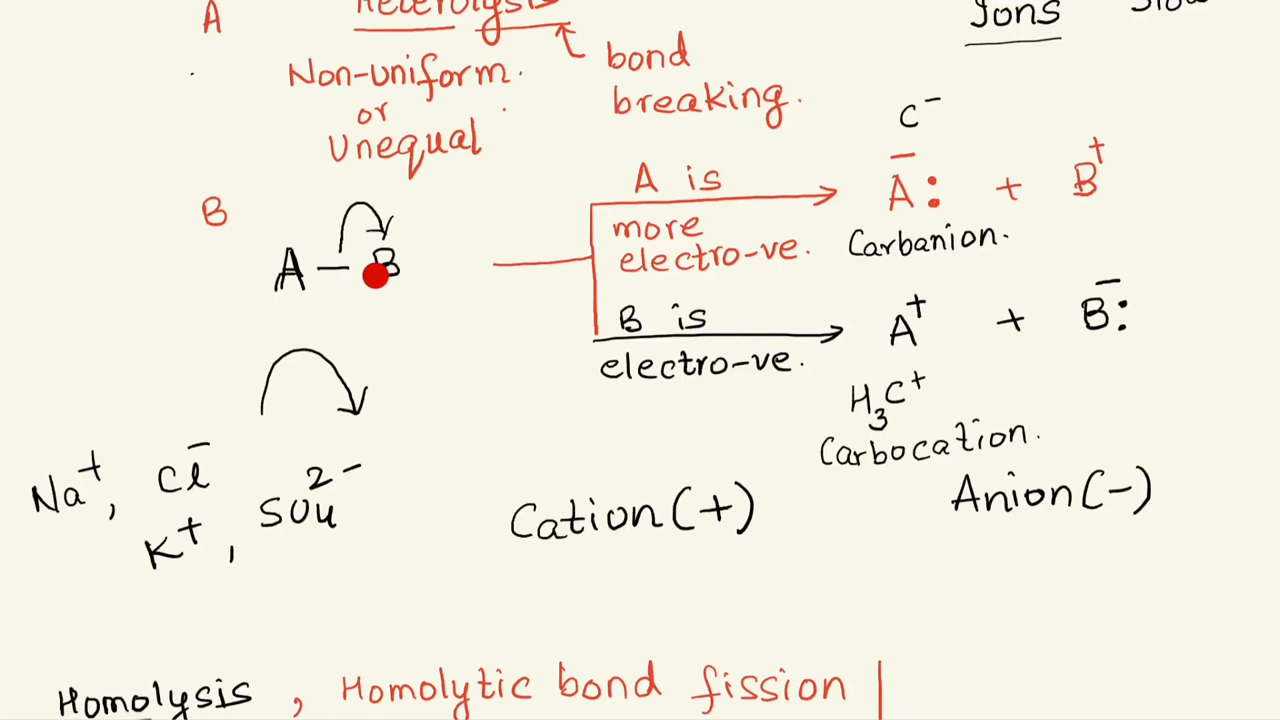 A
Heterolysis
Ions
Non-uniform.
or
Unequal
bond
breaking.
C⁻
A is
more
electro-ve.
A̅: + B⁺
Carbanion.
B
A — B
B is
electro-ve.
A⁺ + B̅:
H₃C⁺
Carbocation.
Na⁺, Cl⁻
K⁺, SO4²⁻
Cation(+)
Anion(-)
Homolysis, Homolytic bond fission